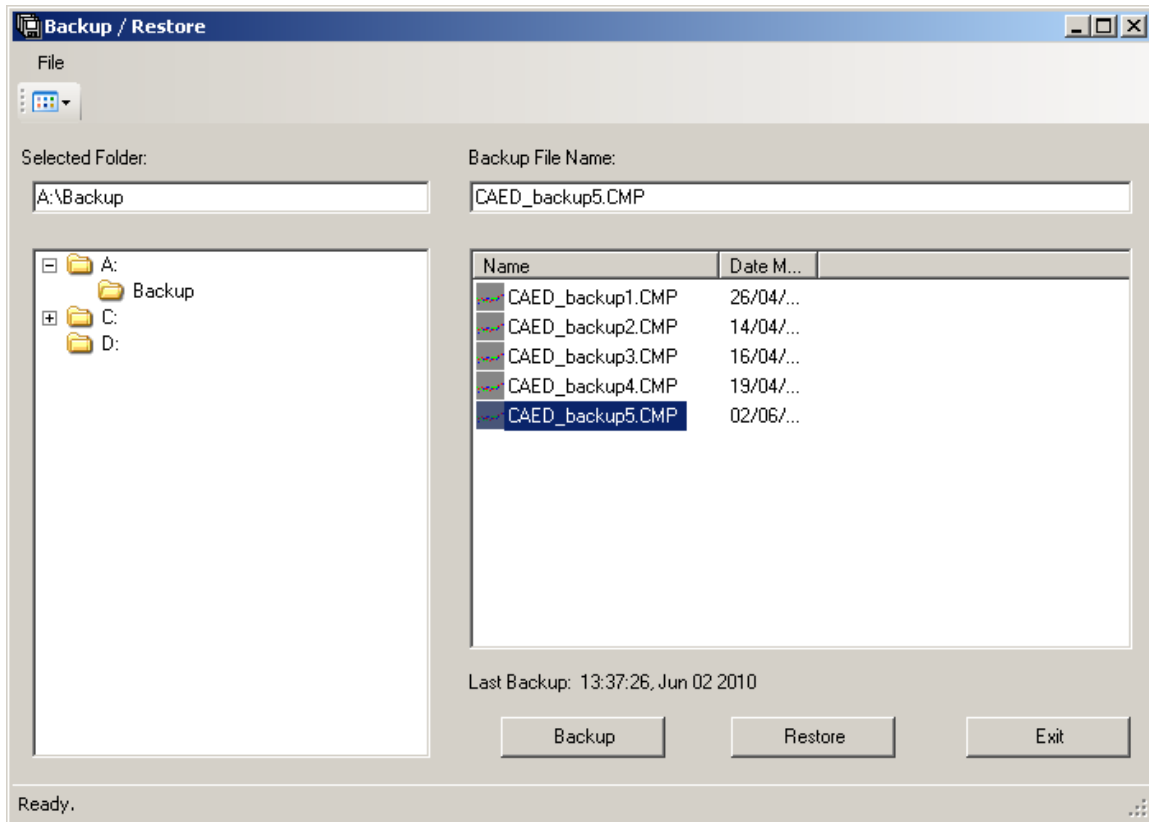 Backup / Restore
File
Selected Folder:
Backup File Name:
A:\Backup
CAED_backup5.CMP
A:
Backup
C:
D:
Name Date M...
CAED_backup1.CMP 26/04/...
CAED_backup2.CMP 14/04/...
CAED_backup3.CMP 16/04/...
CAED_backup4.CMP 19/04/...
CAED_backup5.CMP 02/06/...
Last Backup: 13:37:26, Jun 02 2010
Backup Restore Exit
Ready.